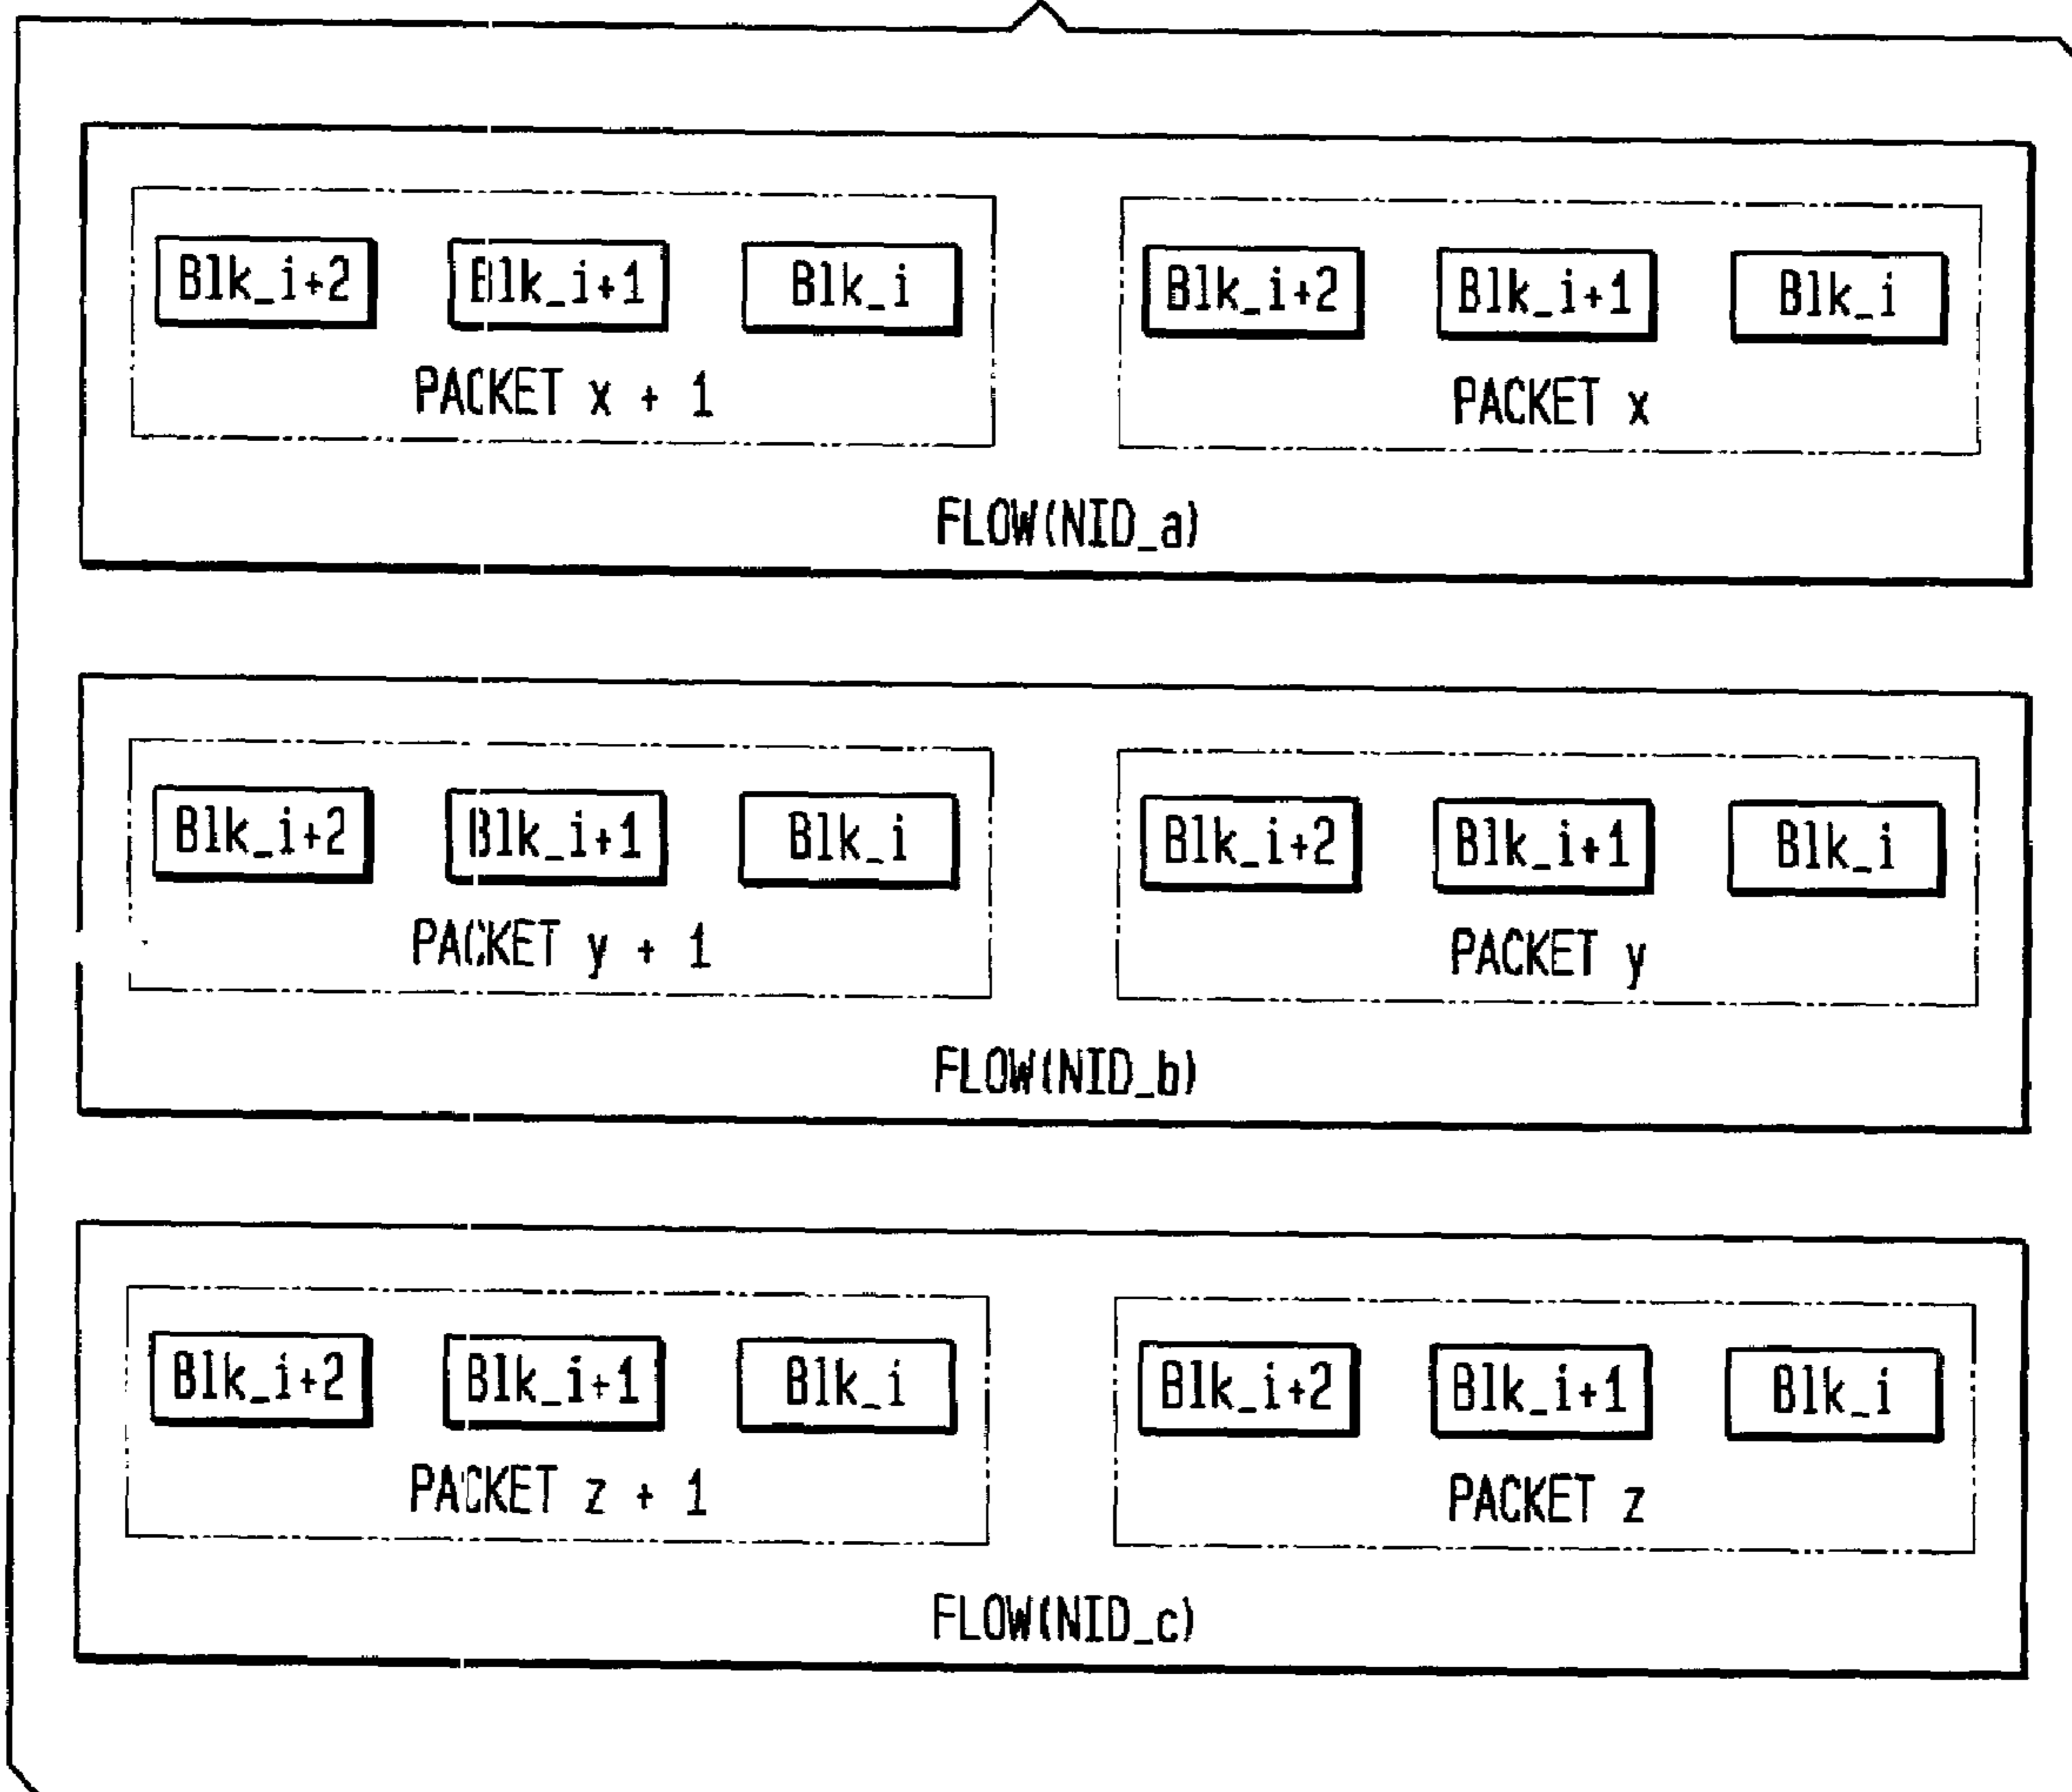 Blk_i+2 Blk_i+1 Blk_i Blk_i+2 Blk_i+1 Blk_i
PACKET x + 1 PACKET x
FLOW(NID_a)
Blk_i+2 Blk_i+1 Blk_i Blk_i+2 Blk_i+1 Blk_i
PACKET y + 1 PACKET y
FLOW(NID_b)
Blk_i+2 Blk_i+1 Blk_i Blk_i+2 Blk_i+1 Blk_i
PACKET z + 1 PACKET z
FLOW(NID_c)